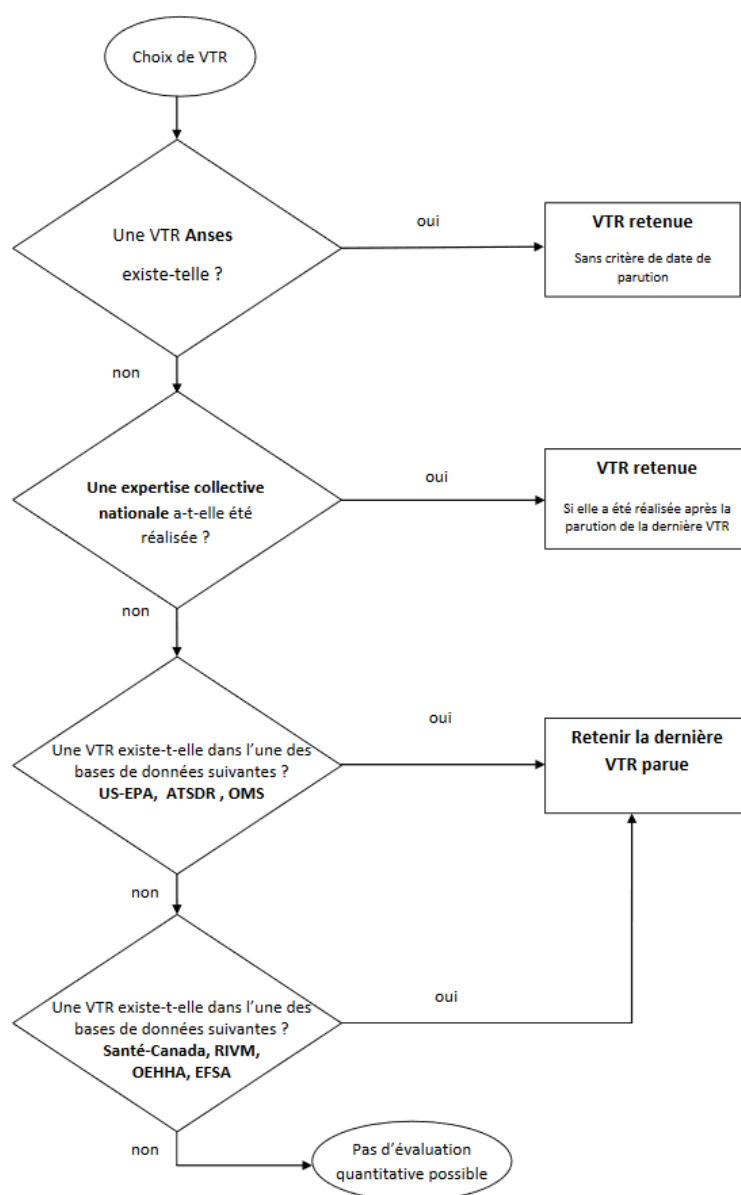 Choix de VTR
Une VTR Anses
existe-telle ?
oui
VTR retenue
Sans critère de date de
parution
non
Une expertise collective
nationale a-t-elle été
réalisée ?
oui
VTR retenue
Si elle a été réalisée après la
parution de la dernière VTR
non
Une VTR existe-t-elle dans l’une des
bases de données suivantes ?
US-EPA, ATSDR , OMS
oui
Retenir la dernière
VTR parue
non
Une VTR existe-t-elle dans l’une des
bases de données suivantes ?
Santé-Canada, RIVM,
OEHHA, EFSA
oui
non
Pas d’évaluation
quantitative possible